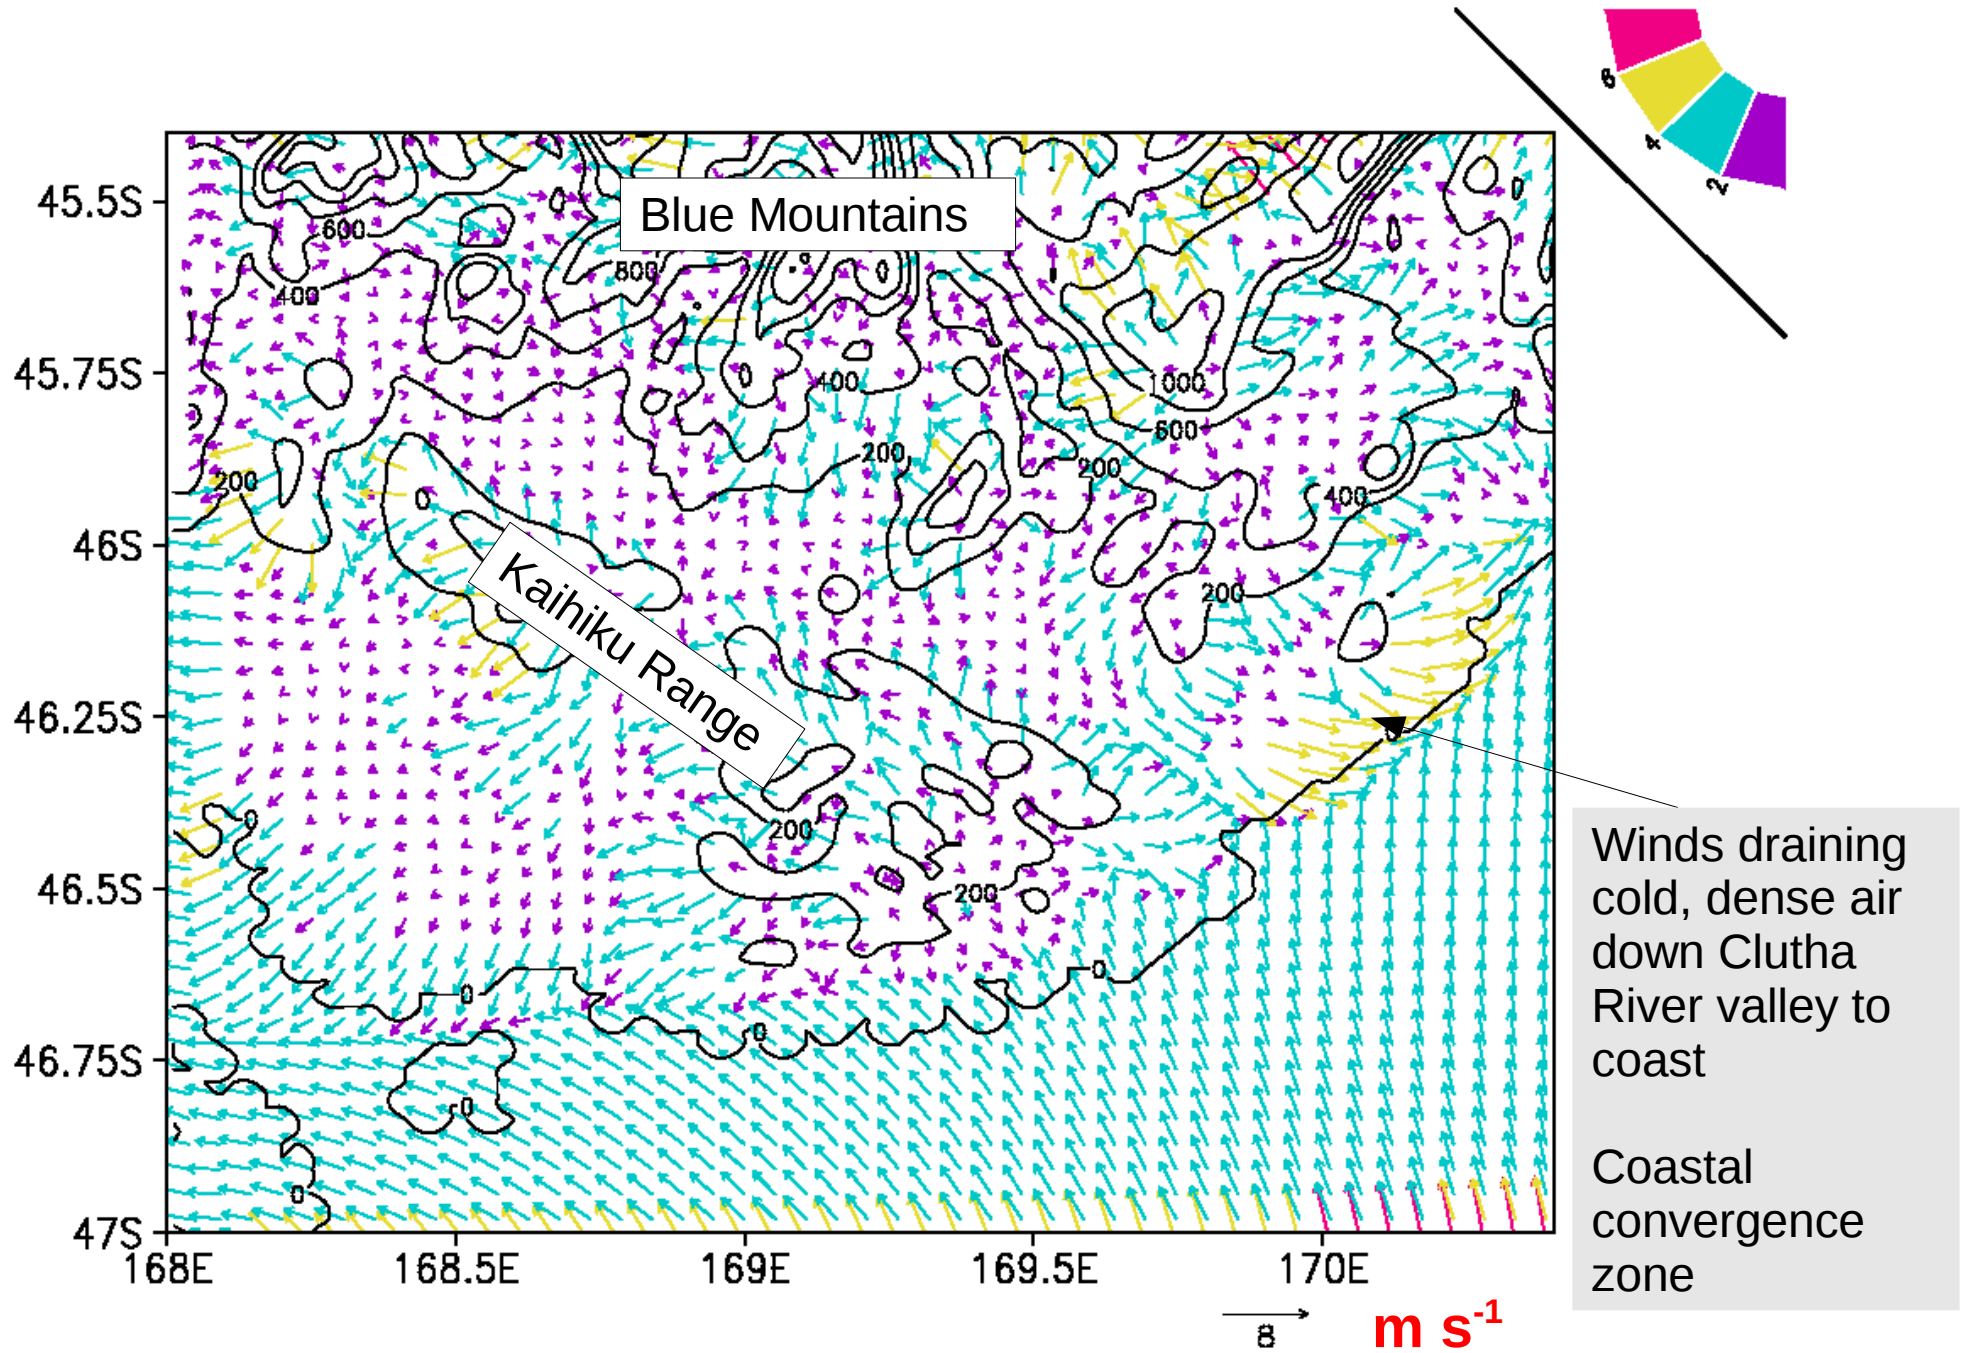 6
4
2
45.5S
45.75S
46S
46.25S
46.5S
46.75S
47S
168E
168.5E
169E
169.5E
170E
Blue Mountains
600
800
400
0
400
1000
600
200
200
200
400
0
200
Kaihiku Range
0
200
200
0
0
0
0
0
Winds draining
cold, dense air
down Clutha
River valley to
coast
Coastal
convergence
zone
8
m s-1